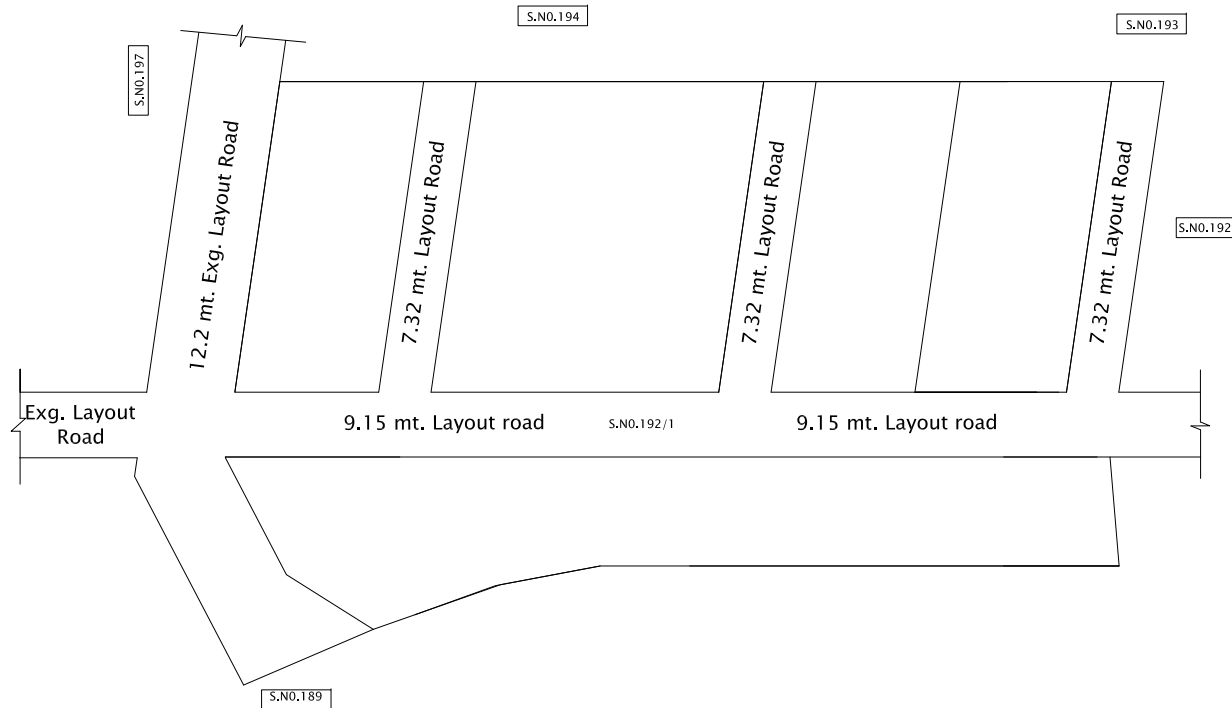 S.N0.194
S.N0.193
S.N0.197
12.2 mt. Exg. Layout Road
7.32 mt. Layout Road
7.32 mt. Layout Road
7.32 mt. Layout Road
S.N0.192
Exg. Layout
Road
9.15 mt. Layout road
S.N0.192/1
9.15 mt. Layout road
S.N0.189